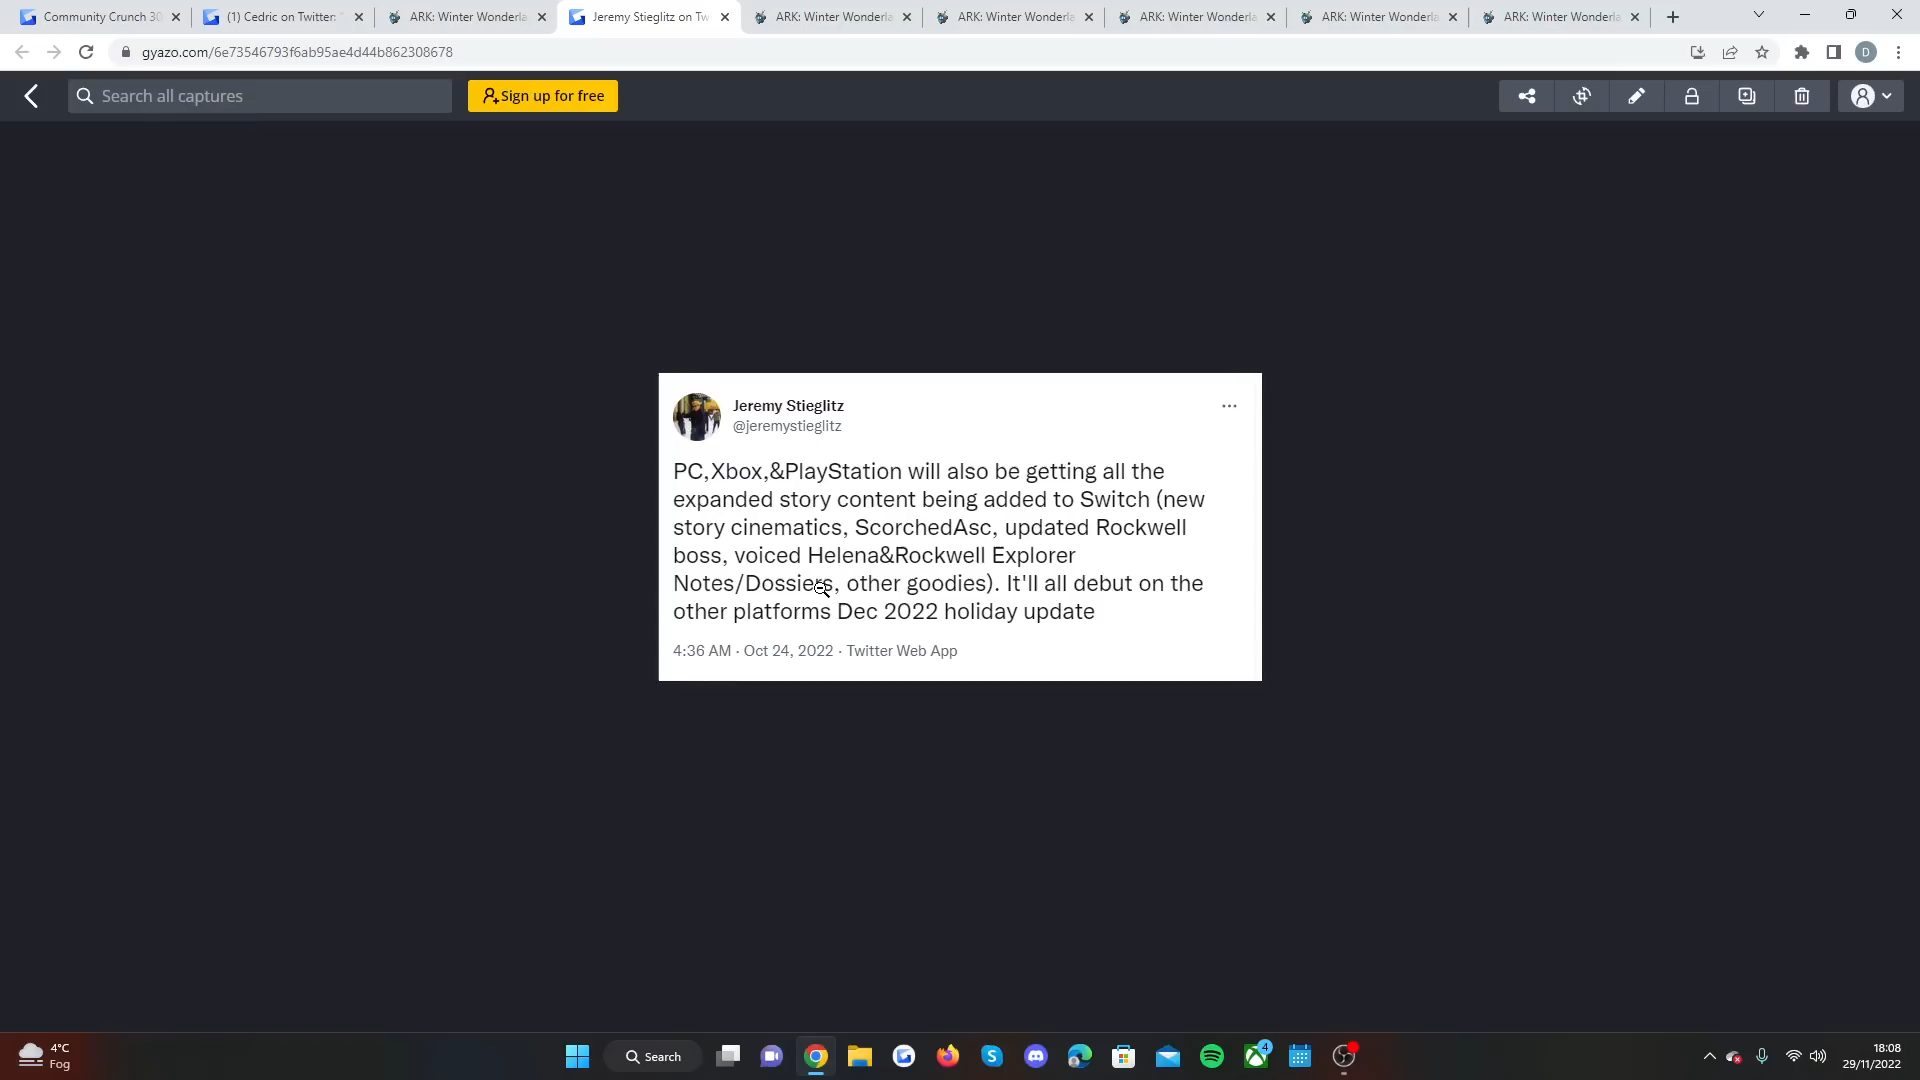 Community Crunch 30
(1) Cedric on Twitter: "
ARK: Winter Wonderla
Jeremy Stieglitz on Tw
ARK: Winter Wonderla
ARK: Winter Wonderla
ARK: Winter Wonderla
ARK: Winter Wonderla
ARK: Winter Wonderla
gyazo.com/6e73546793f6ab95ae4d44b862308678
D
Search all captures
Sign up for free
Jeremy Stieglitz
@jeremystieglitz
PC,Xbox,&PlayStation will also be getting all the
expanded story content being added to Switch (new
story cinematics, ScorchedAsc, updated Rockwell
boss, voiced Helena&Rockwell Explorer
Notes/Dossiers, other goodies). It'll all debut on the
other platforms Dec 2022 holiday update
4:36 AM · Oct 24, 2022 · Twitter Web App
4°C
Fog
Search
4
18:08
29/11/2022